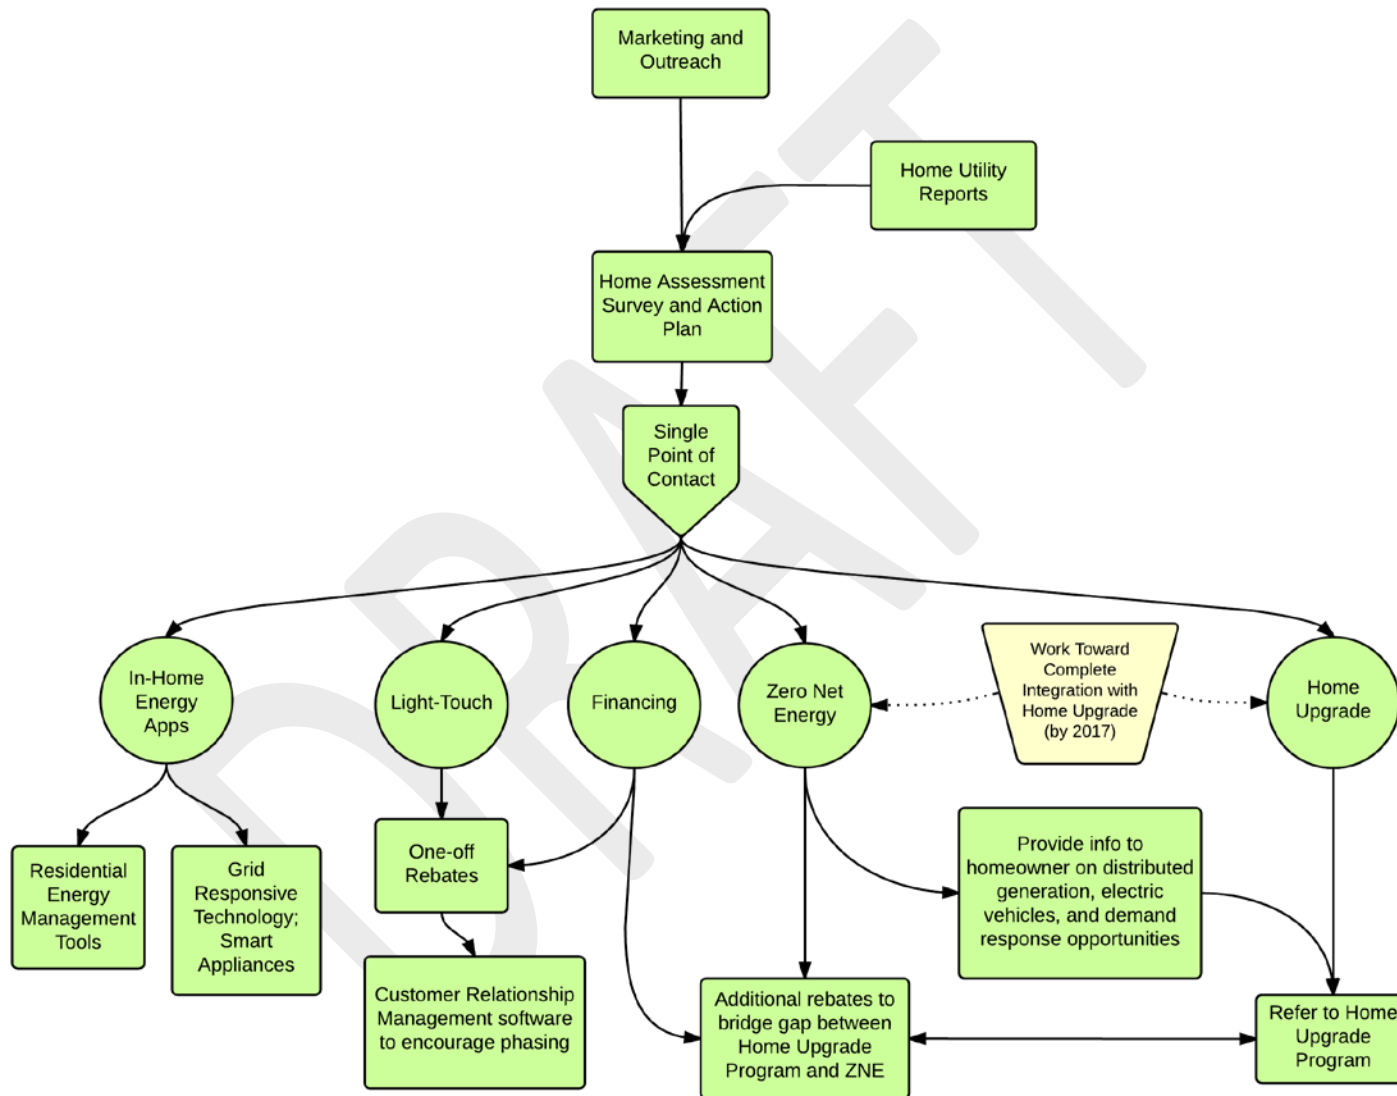 Marketing and
Outreach
Home Utility
Reports
Home Assessment
Survey and Action
Plan
Single
Point of
Contact
In-Home
Energy
Apps
Light-Touch
Financing
Zero Net
Energy
Work Toward
Complete
Integration with
Home Upgrade
(by 2017)
Home
Upgrade
Residential
Energy
Management
Tools
Grid
Responsive
Technology;
Smart
Appliances
One-off
Rebates
Provide info to
homeowner on distributed
generation, electric
vehicles, and demand
response opportunities
Customer Relationship
Management software
to encourage phasing
Additional rebates to
bridge gap between
Home Upgrade
Program and ZNE
Refer to Home
Upgrade
Program
DRAFT